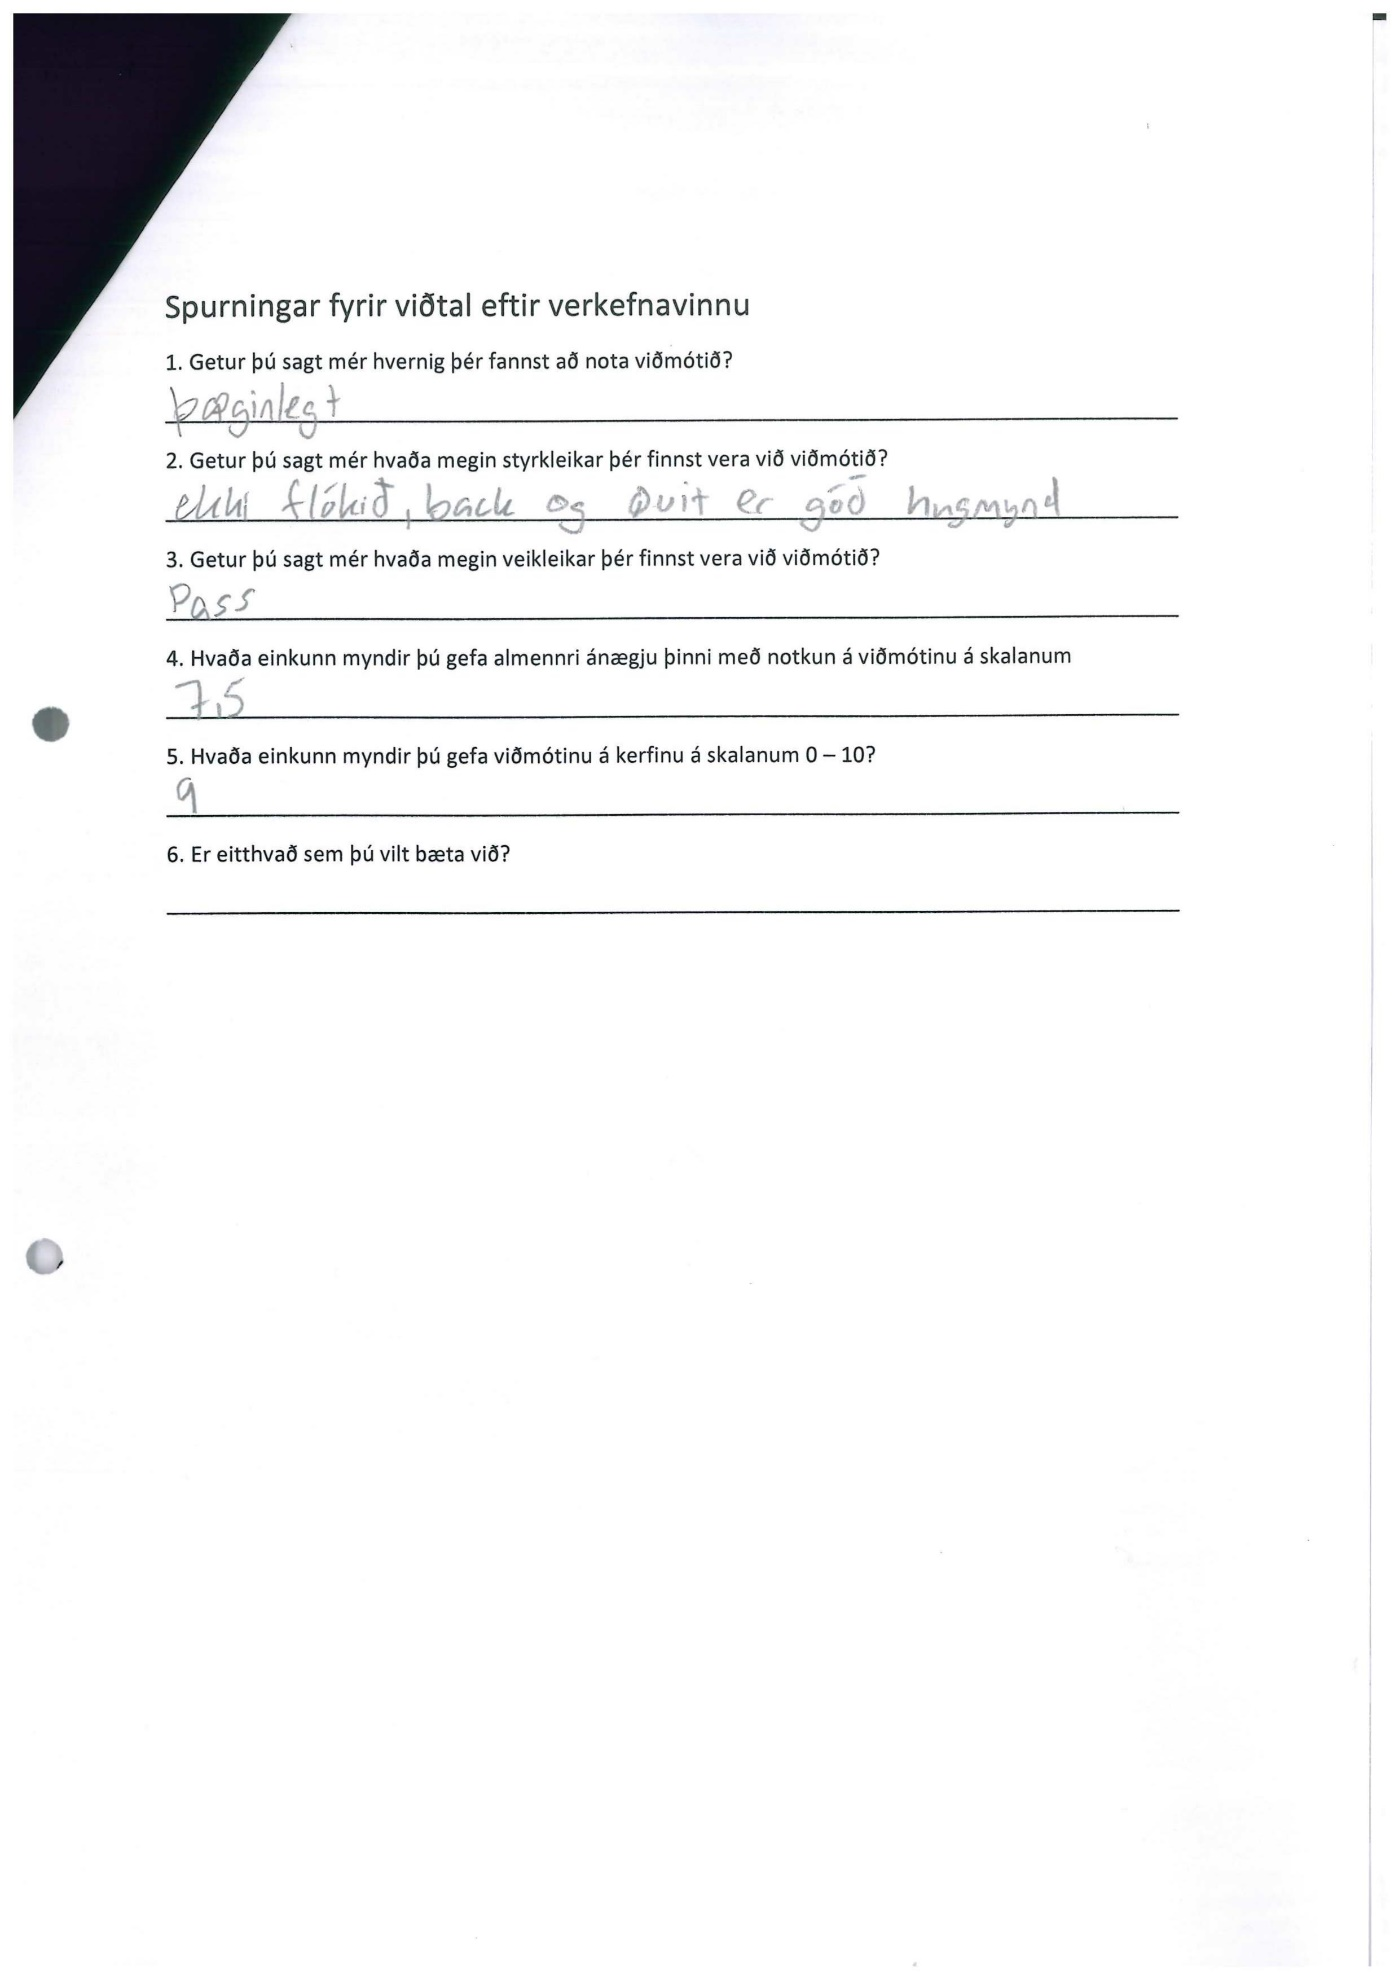 Spurningar fyrir viðtal eftir verkefnavinnu
1. Getur þú sagt mér hvernig þér fannst að nota viðmótið?
þæginlegt
2. Getur þú sagt mér hvaða megin styrkleikar þér finnst vera við viðmótið?
ekki flókið, back og Quit er góð hugmynd
3. Getur þú sagt mér hvaða megin veikleikar þér finnst vera við viðmótið?
Pass
4. Hvaða einkunn myndir þú gefa almennri ánægju þinni með notkun á viðmótinu á skalanum
7,5
5. Hvaða einkunn myndir þú gefa viðmótinu á kerfinu á skalanum 0 – 10?
9
6. Er eitthvað sem þú vilt bæta við?